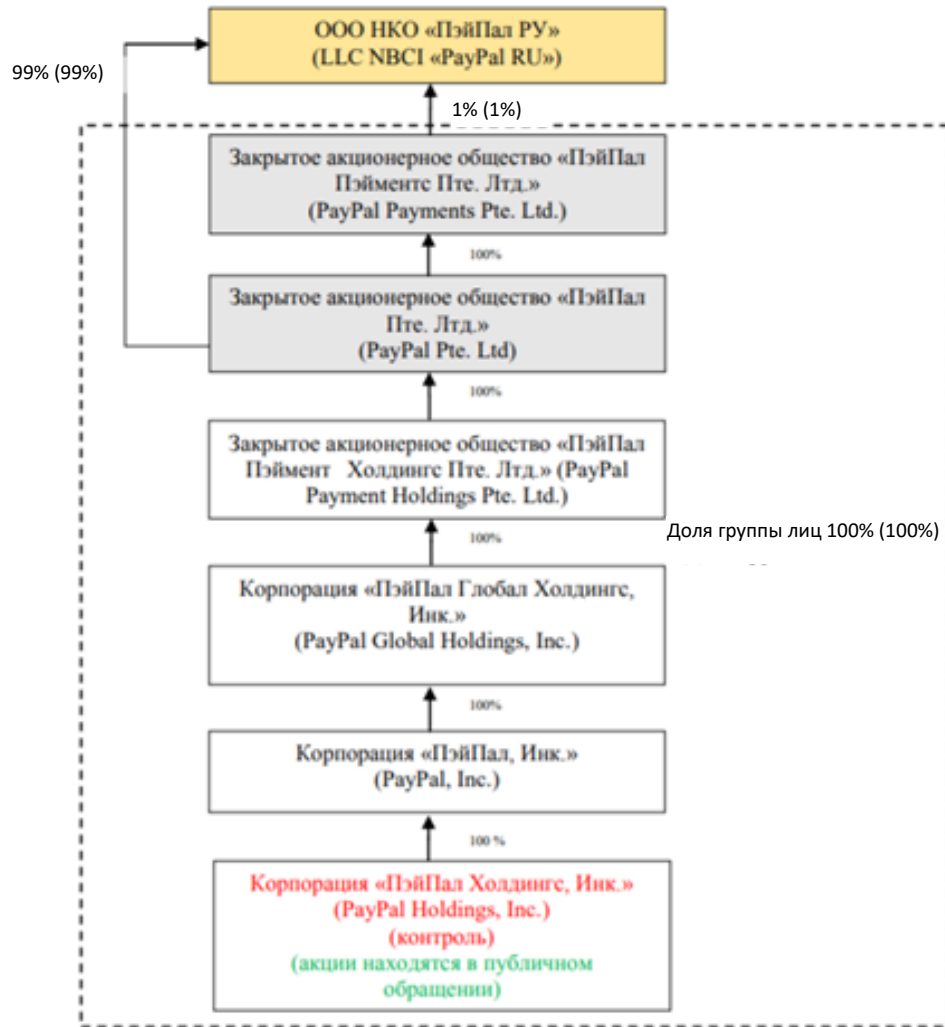 ООО НКО «ПэйПал РУ»
(LLC NBCI «PayPal RU»)
99% (99%)
1% (1%)
Закрытое акционерное общество «ПэйПал
Пэйментс Пте. Лтд.»
(PayPal Payments Pte. Ltd.)
100%
Закрытое акционерное общество «ПэйПал
Пте. Лтд.»
(PayPal Pte. Ltd)
100%
Закрытое акционерное общество «ПэйПал
Пэймент Холдингс Пте. Лтд.» (PayPal
Payment Holdings Pte. Ltd.)
Доля группы лиц 100% (100%)
100%
Корпорация «ПэйПал Глобал Холдингс,
Инк.»
(PayPal Global Holdings, Inc.)
100%
Корпорация «ПэйПал, Инк.»
(PayPal, Inc.)
100 %
Корпорация «ПэйПал Холдингс, Инк.»
(PayPal Holdings, Inc.)
(контроль)
(акции находятся в публичном
обращении)